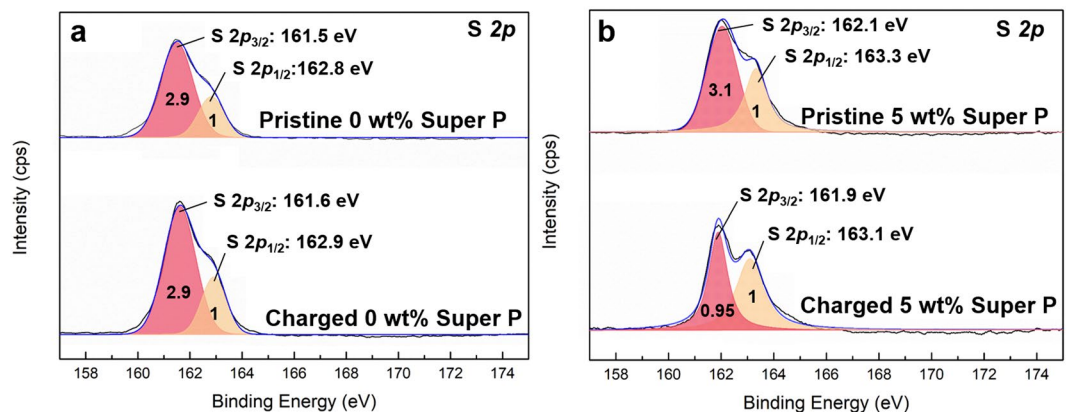 a
S 2p
S 2p3/2: 161.5 eV
S 2p1/2:162.8 eV
2.9
1
Pristine 0 wt% Super P
S 2p3/2: 161.6 eV
S 2p1/2: 162.9 eV
2.9
1
Charged 0 wt% Super P
Intensity (cps)
158 160 162 164 166 168 170 172 174
Binding Energy (eV)
b
S 2p
S 2p3/2: 162.1 eV
S 2p1/2: 163.3 eV
3.1
1
Pristine 5 wt% Super P
S 2p3/2: 161.9 eV
S 2p1/2: 163.1 eV
0.95
1
Charged 5 wt% Super P
Intensity (cps)
158 160 162 164 166 168 170 172 174
Binding Energy (eV)